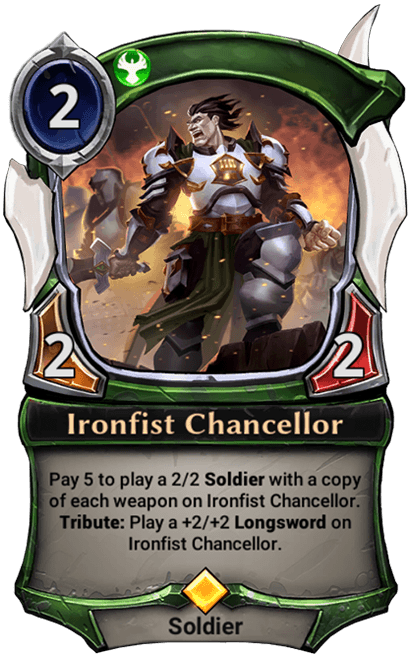 2
2
2
Ironfist Chancellor
Pay 5 to play a 2/2 Soldier with a copy
of each weapon on Ironfist Chancellor.
Tribute: Play a +2/+2 Longsword on
Ironfist Chancellor.
Soldier